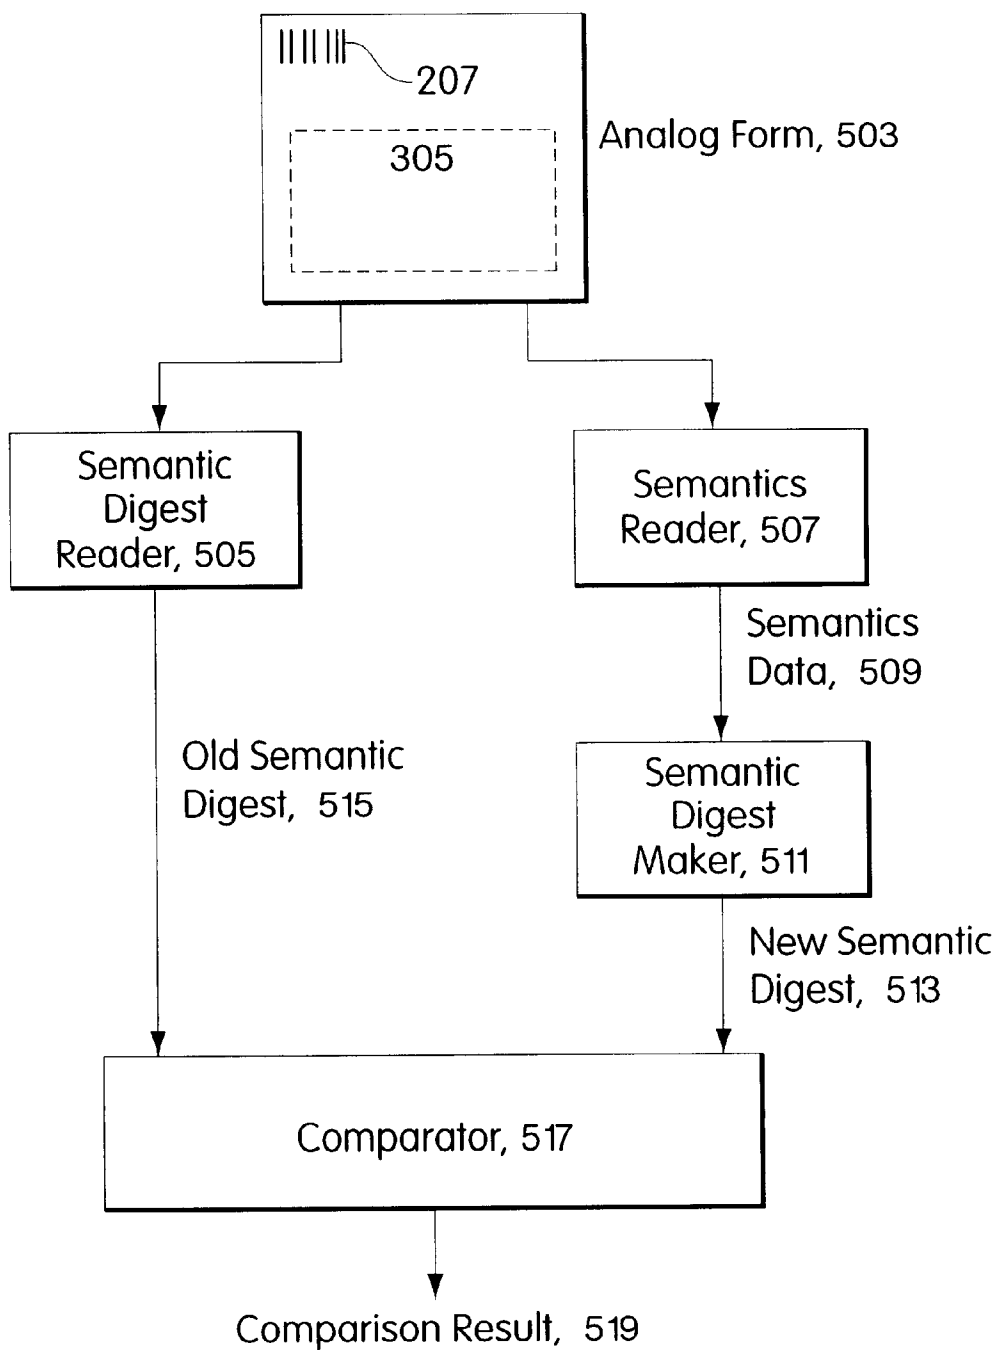 207
Analog Form, 503
305
Semantic
Digest
Reader, 505
Semantics
Reader, 507
Semantics
Data, 509
Old Semantic
Digest, 515
Semantic
Digest
Maker, 511
New Semantic
Digest, 513
Comparator, 517
Comparison Result, 519